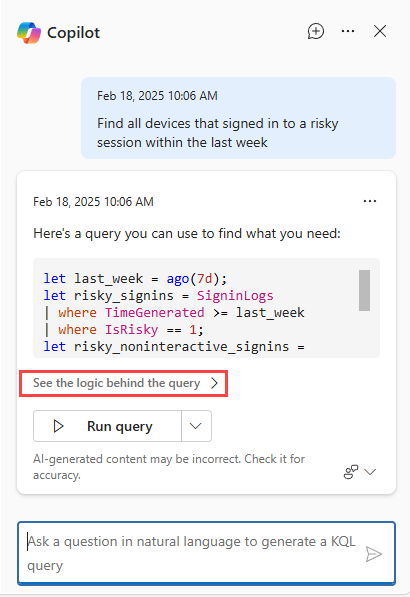 Copilot
Feb 18, 2025 10:06 AM
Find all devices that signed in to a risky
session within the last week
Feb 18, 2025 10:06 AM
Here's a query you can use to find what you need:
let last_week = ago(7d);
let risky_signins = SigninLogs
| where TimeGenerated >= last_week
| where IsRisky == 1;
let risky_noninteractive_signins =
See the logic behind the query
Run query
AI-generated content may be incorrect. Check it for
accuracy.
Ask a question in natural language to generate a KQL
query